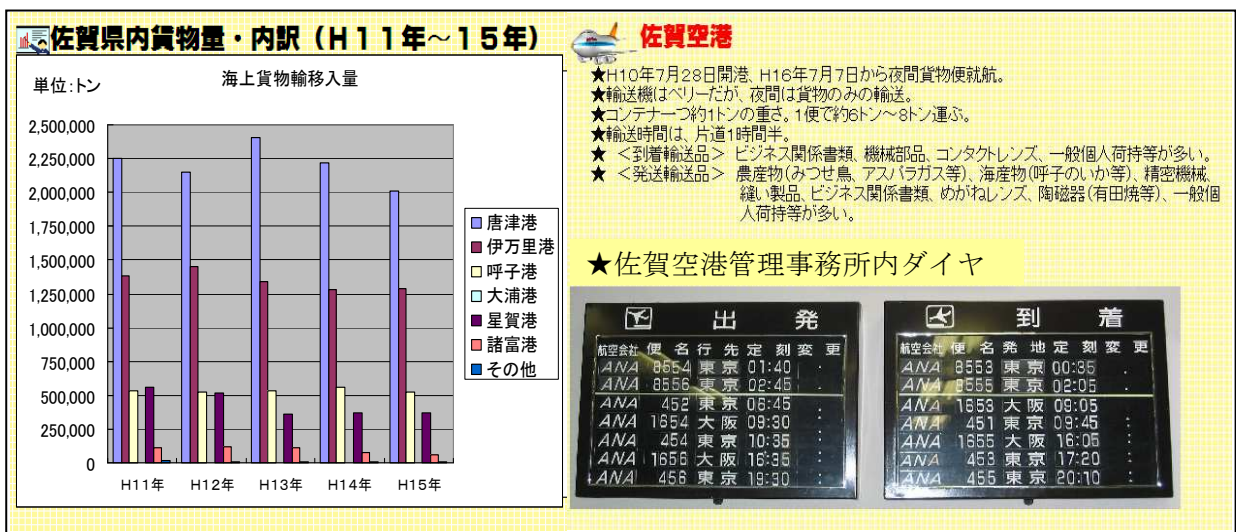 佐賀県内貨物量・内訳（Ｈ１１年～１５年）
単位:トン
海上貨物輸移入量
2,500,000
2,250,000
2,000,000
1,750,000
1,500,000
1,250,000
1,000,000
750,000
500,000
250,000
0
H11年 H12年 H13年 H14年 H15年
唐津港
伊万里港
呼子港
大浦港
星賀港
諸富港
その他
佐賀空港
★H10年7月28日開港、H16年7月7日から夜間貨物便就航。
★輸送機はベリーだが、夜間は貨物のみの輸送。
★コンテナ一つ約1トンの重さ。1便で約6トン～8トン運ぶ。
★輸送時間は、片道1時間半。
★ ＜到着輸送品＞ ビジネス関係書類、機械部品、コンタクトレンズ、一般個人荷持等が多い。
★ ＜発送輸送品＞ 農産物(みつせ鳥、アスパラガス等)、海産物(呼子のいか等)、精密機械、
縫い製品、ビジネス関係書類、めがねレンズ、陶磁器(有田焼等)、一般個
人荷持等が多い。
★佐賀空港管理事務所内ダイヤ
出 発
航空会社 便 名 行 先 定 刻 変 更
ANA 8554 東京 01:40
ANA 8556 東京 02:45
ANA 452 東京 06:45
ANA 1654 大阪 09:30
ANA 454 東京 10:35
ANA 1656 大阪 16:35
ANA 456 東京 19:30
到 着
航空会社 便 名 発 地 定 刻 変 更
ANA 8553 東京 00:35
ANA 8555 東京 02:05
ANA 1653 大阪 09:05
ANA 451 東京 09:45
ANA 1655 大阪 16:05
ANA 453 東京 17:20
ANA 455 東京 20:10